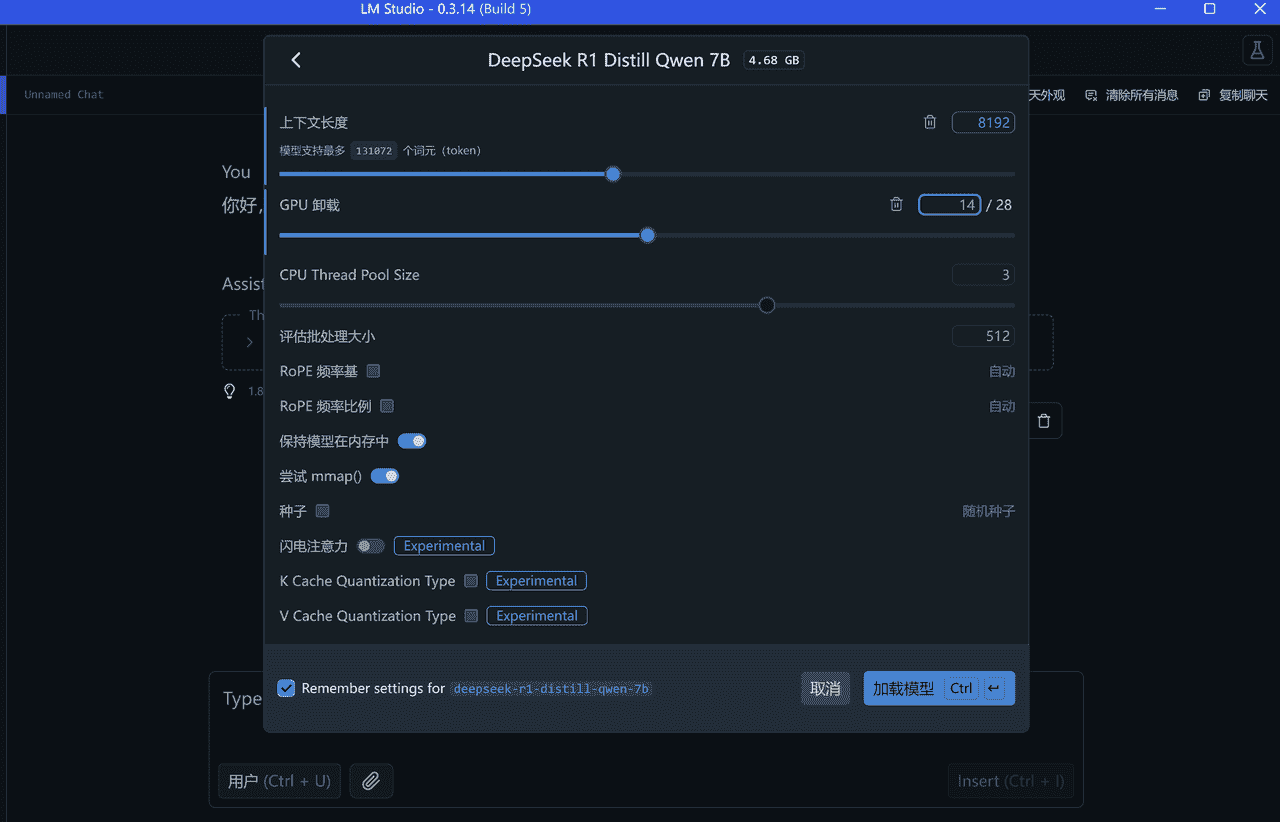 LM Studio - 0.3.14 (Build 5)
DeepSeek R1 Distill Qwen 7B 4.68 GB
Unnamed Chat
天外观 清除所有消息 复制聊天
上下文长度 8192
模型支持最多 131072 个词元（token）
You
你好,
GPU 卸载 14 / 28
CPU Thread Pool Size 3
Assist
Th
评估批处理大小 512
RoPE 频率基 自动
1.8
RoPE 频率比例 自动
保持模型在内存中
尝试 mmap()
种子 随机种子
闪电注意力 Experimental
K Cache Quantization Type Experimental
V Cache Quantization Type Experimental
Remember settings for deepseek-r1-distill-qwen-7b 取消 加载模型 Ctrl ↵
Type
用户 (Ctrl + U) Insert (Ctrl + I)